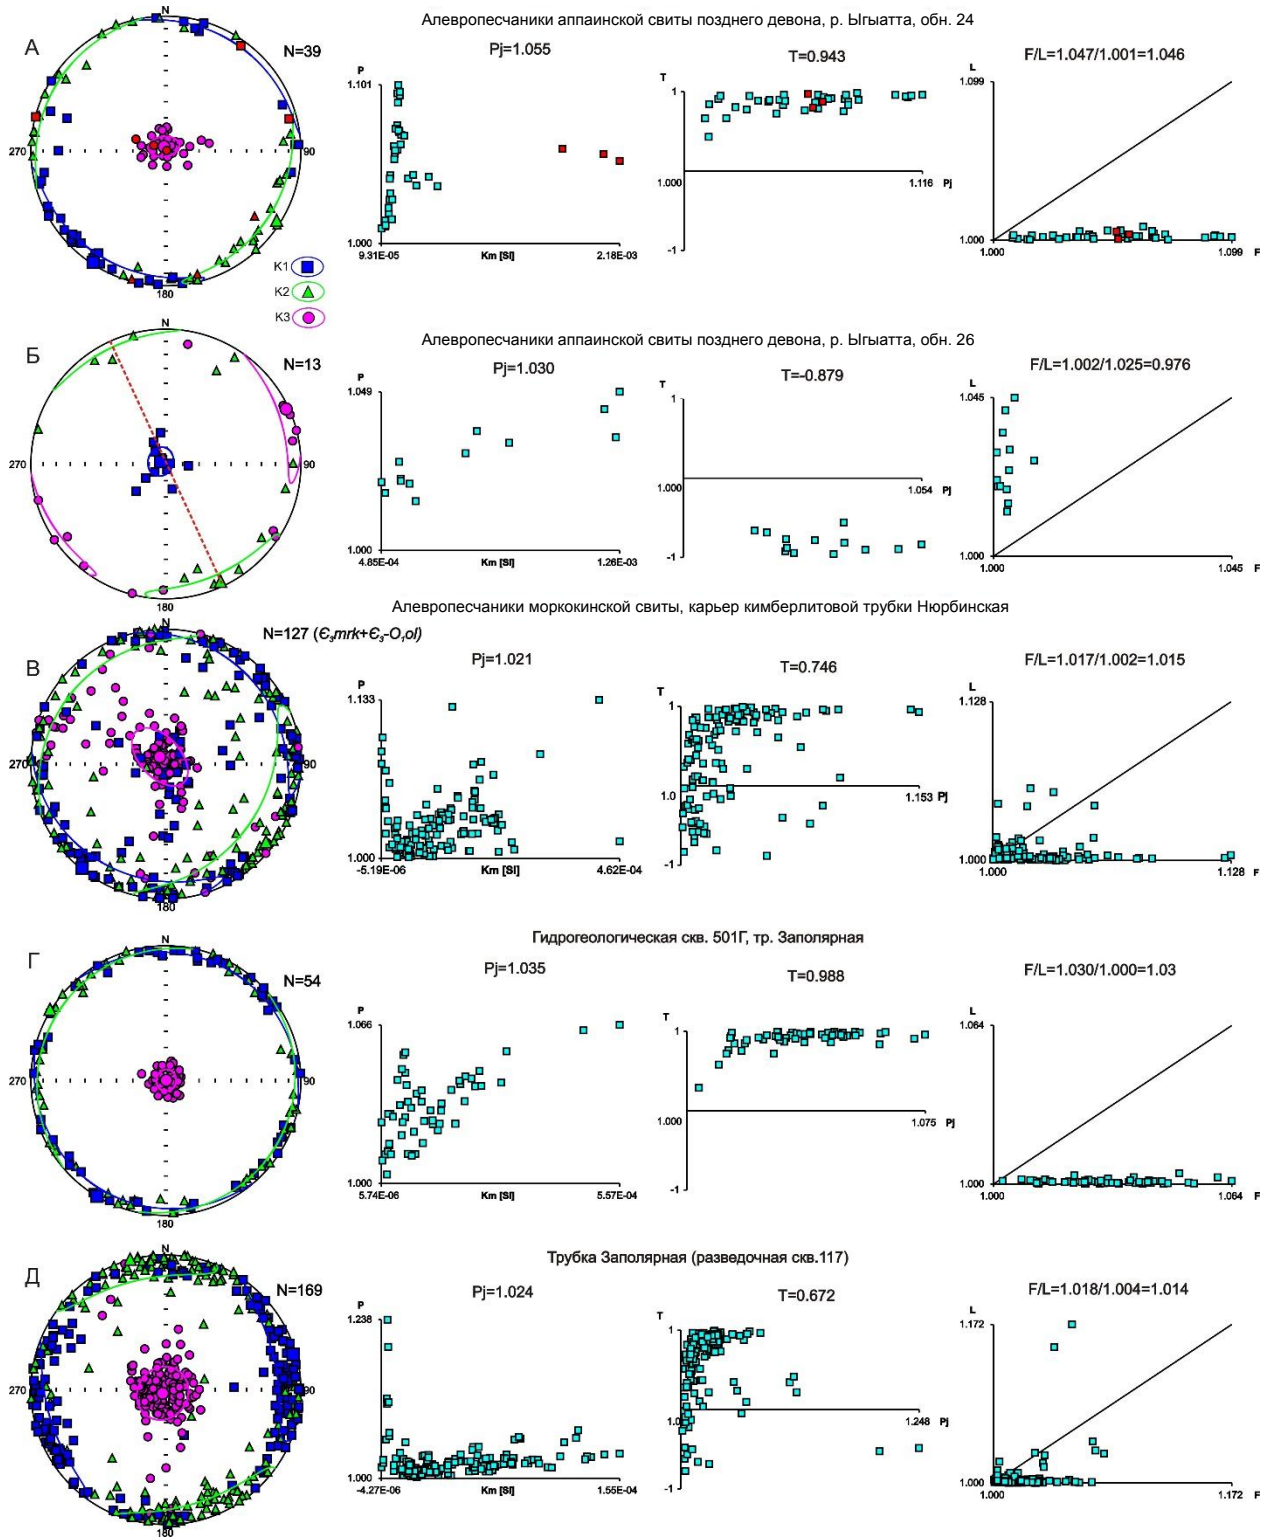 Алевропесчаники аппаинской свиты позднего девона, р. Ыгыатта, обн. 24
А
N
N=39
270
90
180
K1
K2
K3
Pj=1.055
P
1.101
1.000
9.31E-05
Km [SI]
2.18E-03
T=0.943
T
1
1.000
1.116
Pj
-1
F/L=1.047/1.001=1.046
L
1.099
1.000
1.000
1.099
F
Алевропесчаники аппаинской свиты позднего девона, р. Ыгыатта, обн. 26
Б
N
N=13
270
90
180
Pj=1.030
P
1.049
1.000
4.85E-04
Km [SI]
1.26E-03
T=-0.879
T
1
1.000
1.054
Pj
-1
F/L=1.002/1.025=0.976
L
1.045
1.000
1.000
1.045
F
Алевропесчаники моркокинской свиты, карьер кимберлитовой трубки Нюрбинская
В
N
N=127 (Є₃mrk+Є₃-O₁ol)
270
90
180
Pj=1.021
P
1.133
1.000
-5.19E-06
Km [SI]
4.62E-04
T=0.746
T
1
1.0
1.153 Pj
-1
F/L=1.017/1.002=1.015
L
1.128
1.000
1.000
1.128
F
Гидрогеологическая скв. 501Г, тр. Заполярная
Г
N
N=54
270
90
180
Pj=1.035
P
1.066
1.000
5.74E-06
Km [SI]
5.57E-04
T=0.988
T
1
1.000
1.075
Pj
-1
F/L=1.030/1.000=1.03
L
1.064
1.000
1.000
1.064
F
Трубка Заполярная (разведочная скв.117)
Д
N
N=169
270
90
180
Pj=1.024
P
1.238
1.000
-4.27E-06
Km [SI]
1.55E-04
T=0.672
T
1
1.0
1.248
Pj
-1
F/L=1.018/1.004=1.014
L
1.172
1.000
1.000
1.172
F